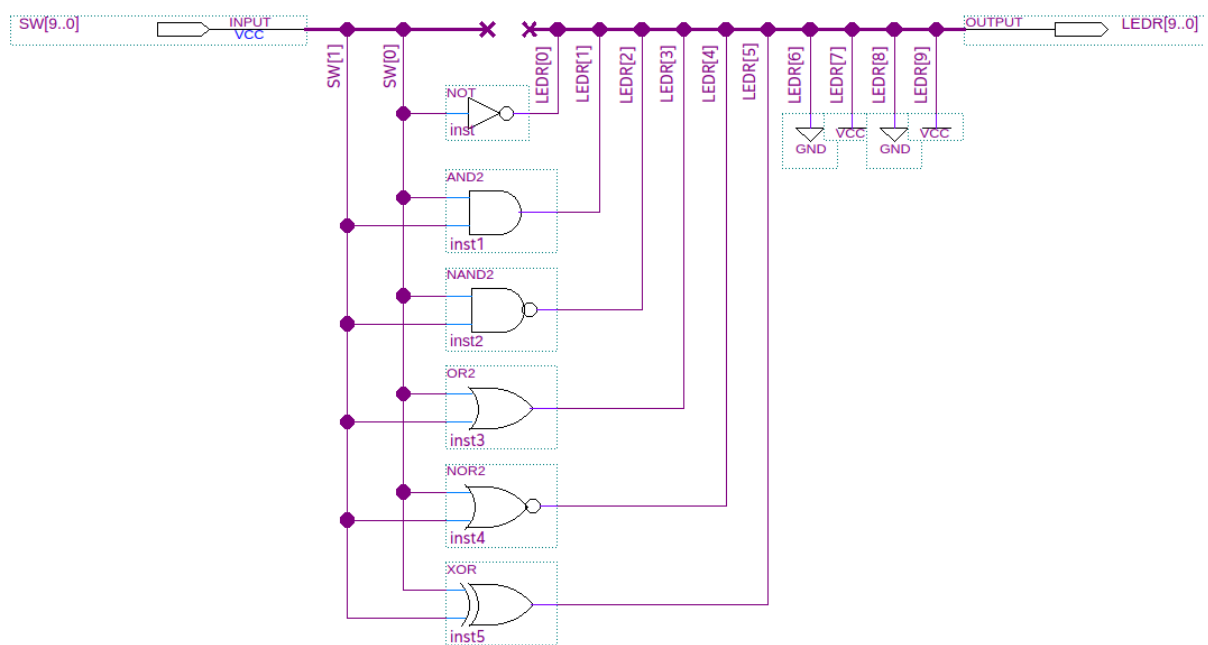 SW[9..0]
INPUT
VCC
OUTPUT
LEDR[9..0]
SW[1]
SW[0]
LEDR[0]
LEDR[1]
LEDR[2]
LEDR[3]
LEDR[4]
LEDR[5]
LEDR[6]
LEDR[7]
LEDR[8]
LEDR[9]
NOT
inst
GND
VCC
GND
VCC
AND2
inst1
NAND2
inst2
OR2
inst3
NOR2
inst4
XOR
inst5